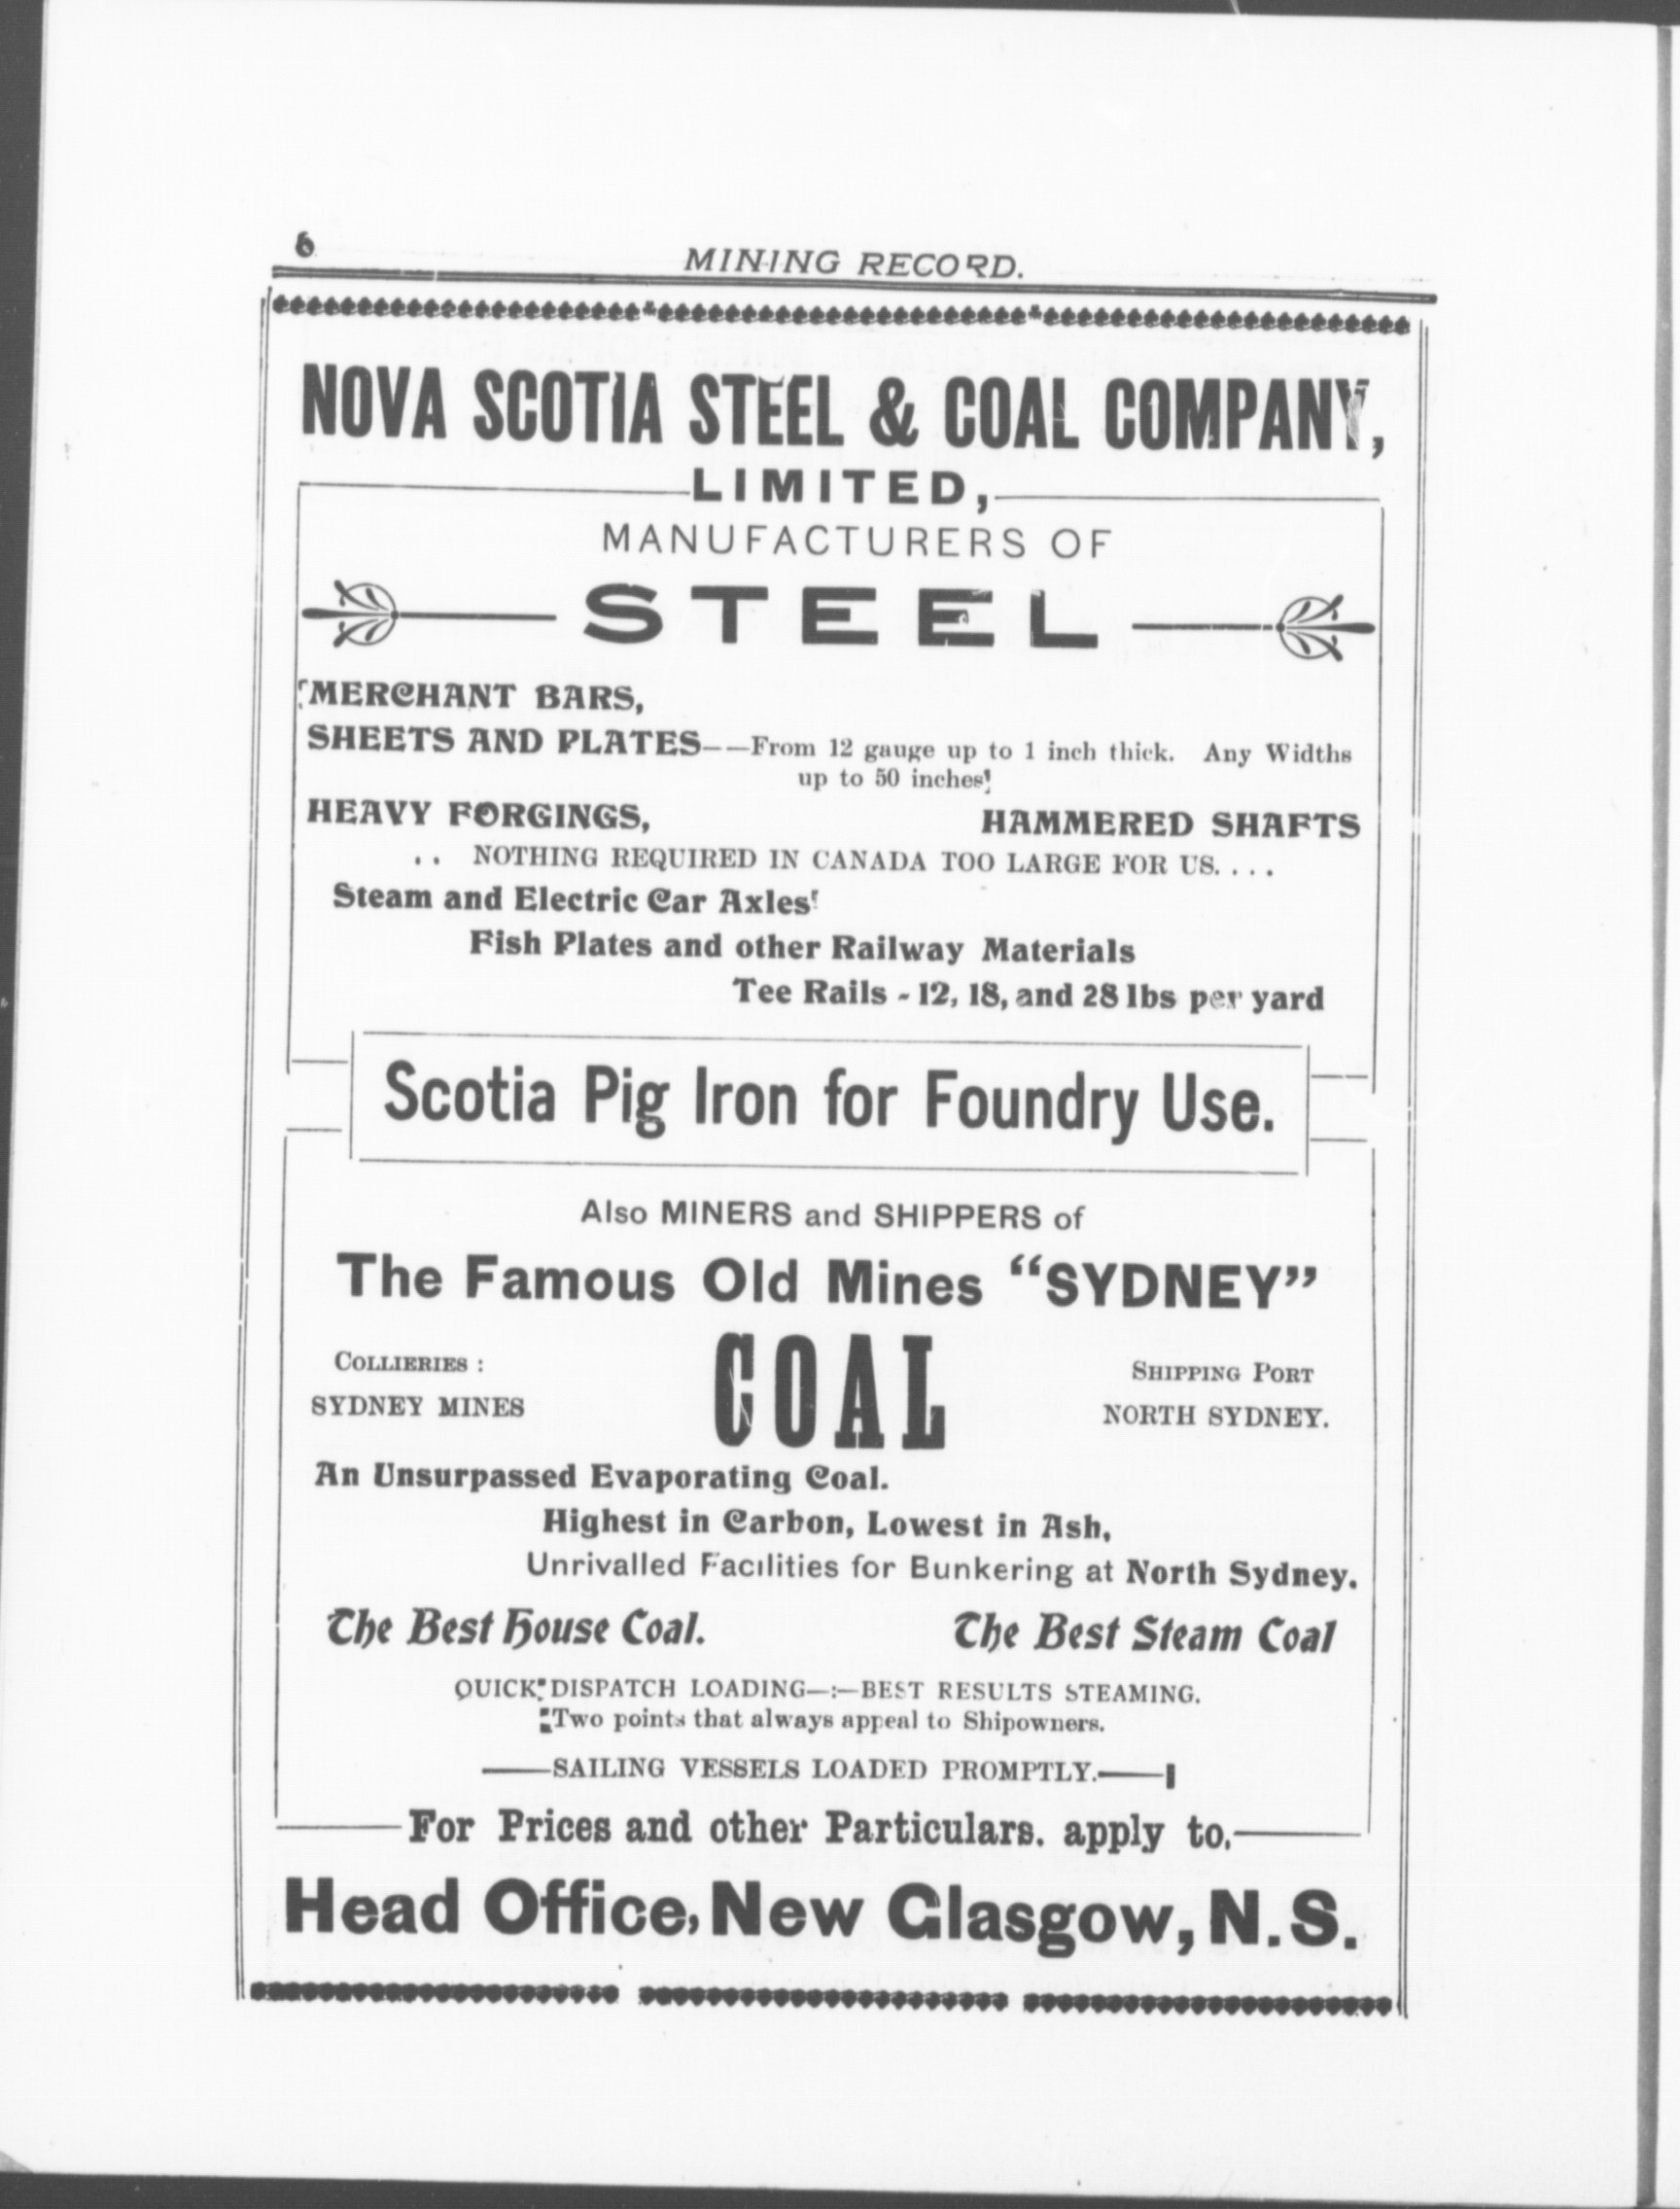 6
MINING RECORD.
NOVA SCOTIA STEEL & COAL COMPANY,
LIMITED,
MANUFACTURERS OF
STEEL
MERCHANT BARS,
SHEETS AND PLATES——From 12 gauge up to 1 inch thick. Any Widths
up to 50 inches.
HEAVY FORGINGS, HAMMERED SHAFTS
. . NOTHING REQUIRED IN CANADA TOO LARGE FOR US. . . .
Steam and Electric Car Axles
Fish Plates and other Railway Materials
Tee Rails - 12, 18, and 28 lbs per yard
Scotia Pig Iron for Foundry Use.
Also MINERS and SHIPPERS of
The Famous Old Mines "SYDNEY"
COLLIERIES :
SYDNEY MINES
COAL
SHIPPING PORT
NORTH SYDNEY.
An Unsurpassed Evaporating Coal.
Highest in Carbon, Lowest in Ash,
Unrivalled Facilities for Bunkering at North Sydney.
The Best House Coal. The Best Steam Coal
QUICK DISPATCH LOADING—:—BEST RESULTS STEAMING.
Two points that always appeal to Shipowners.
——SAILING VESSELS LOADED PROMPTLY.——
For Prices and other Particulars. apply to,
Head Office, New Glasgow, N.S.